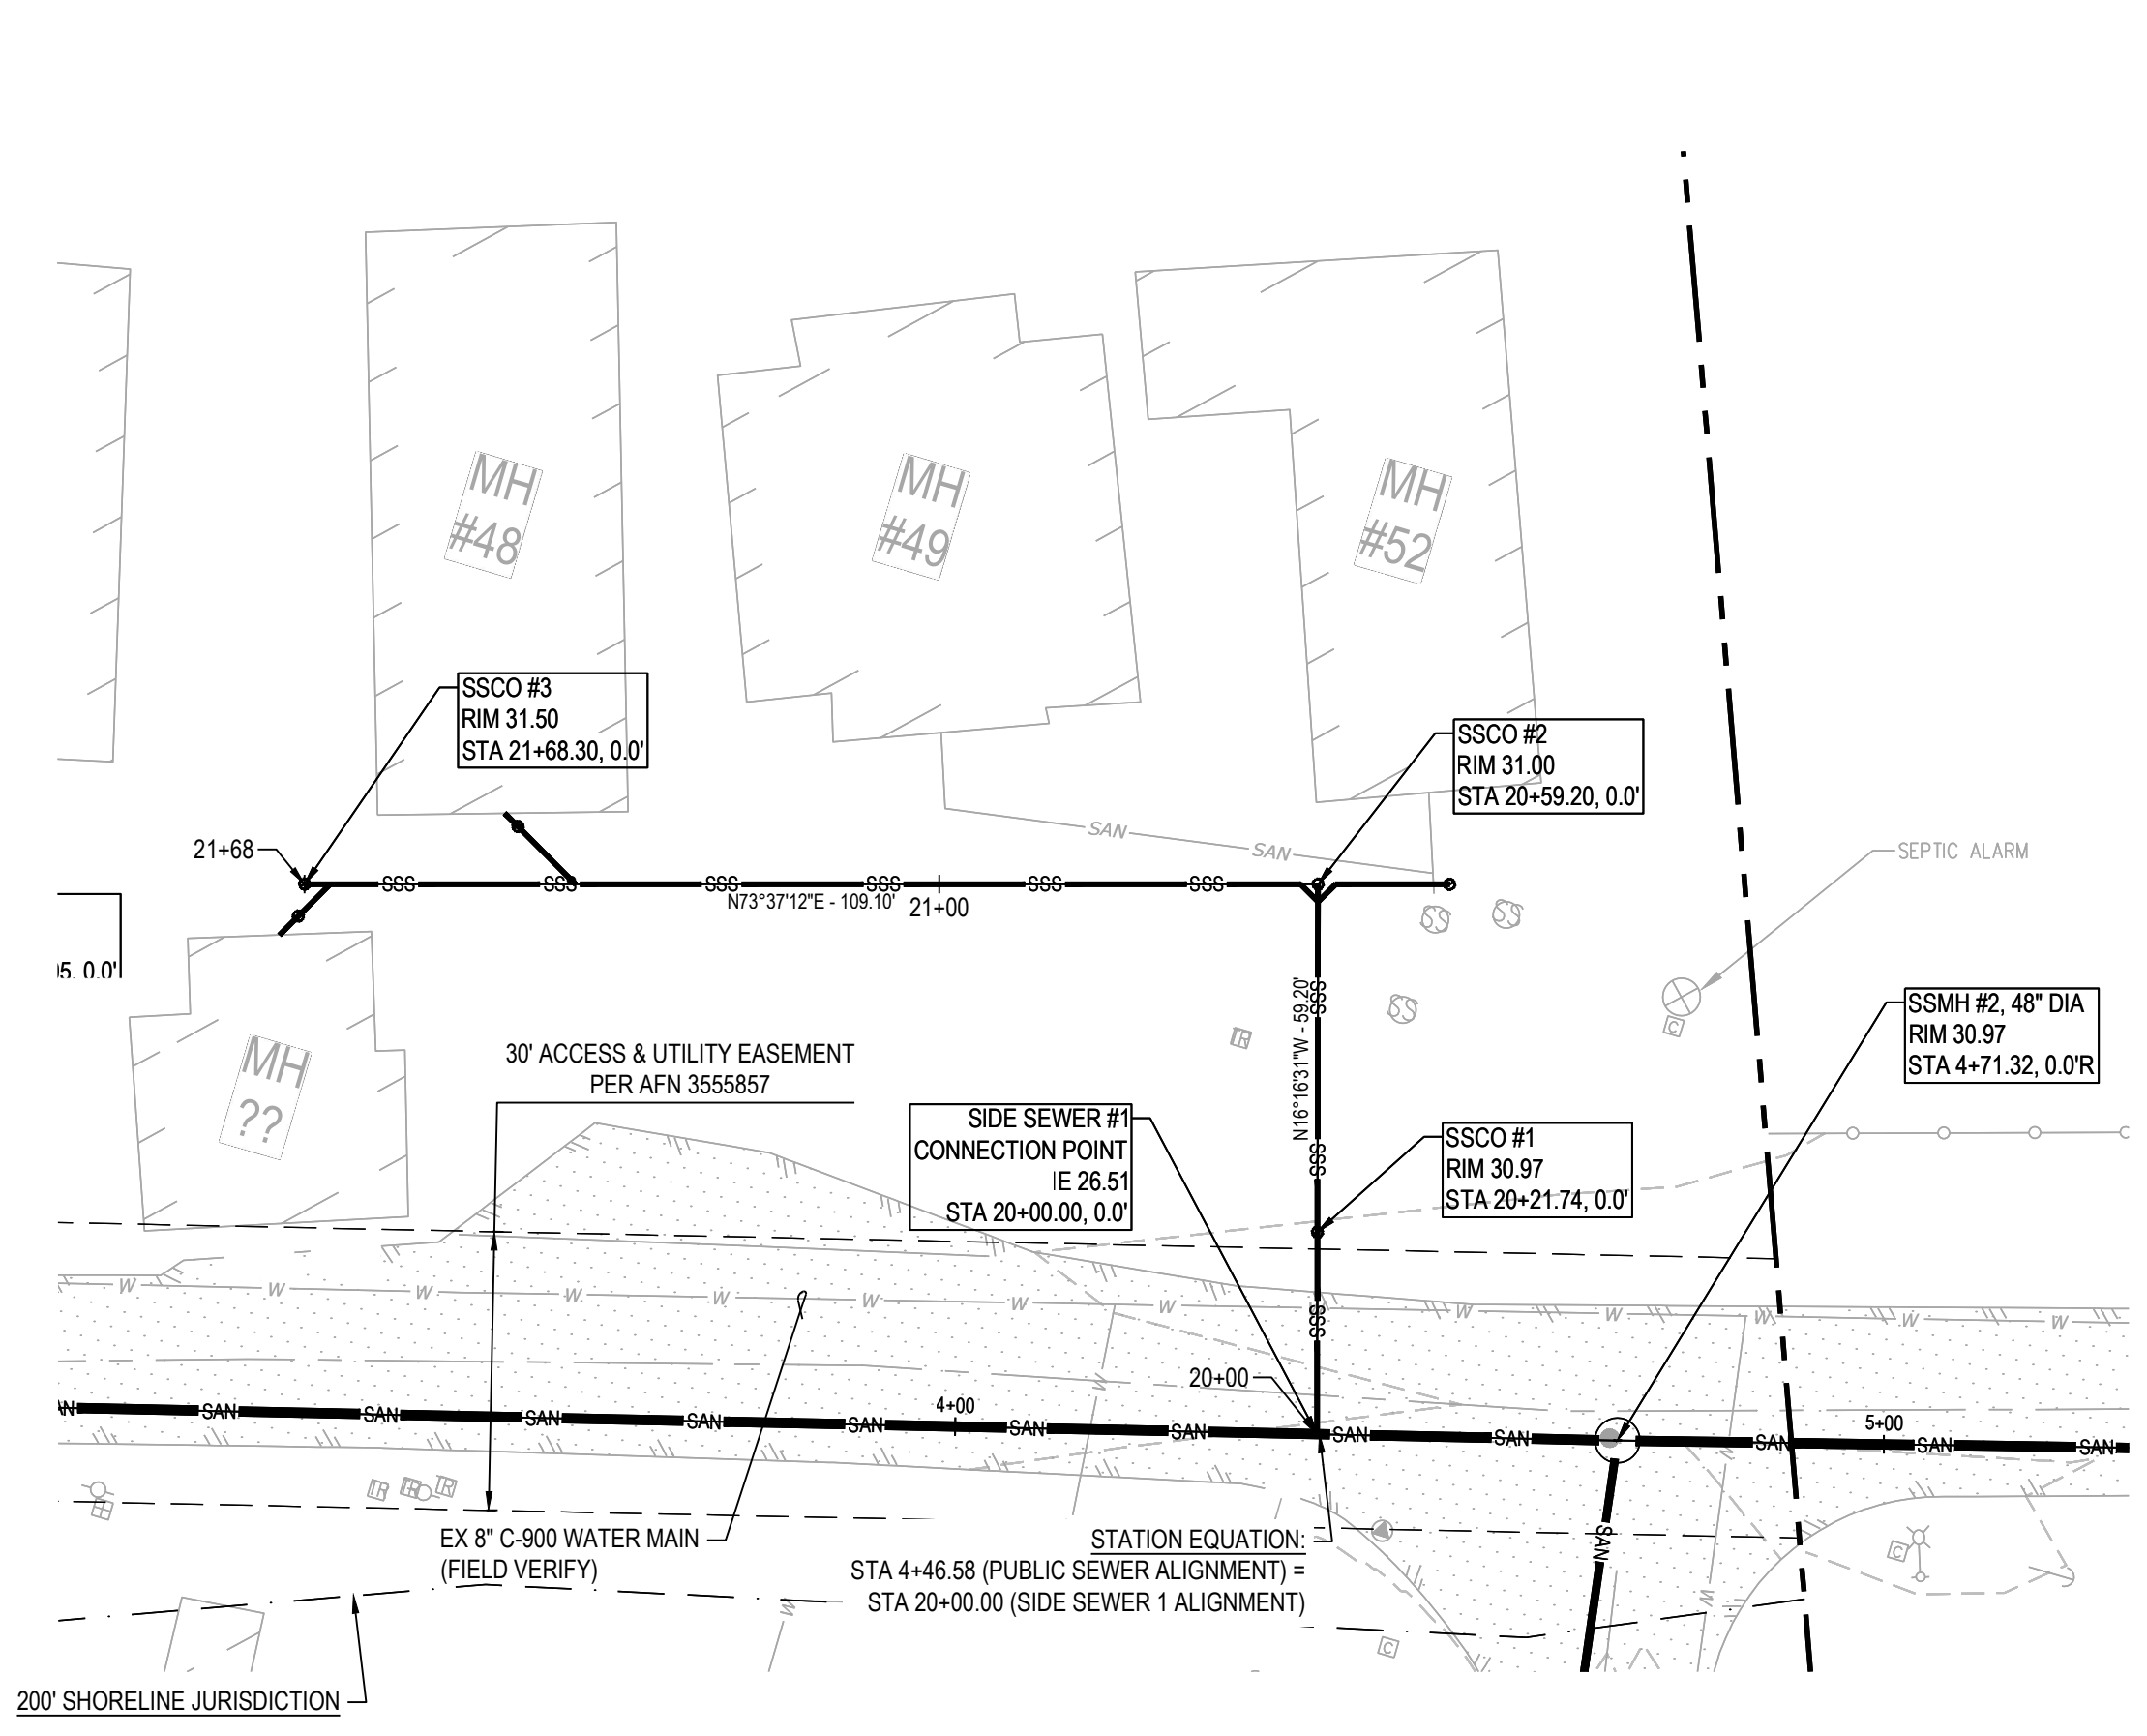 MH
#48
MH
#49
MH
#52
SSCO #3
RIM 31.50
STA 21+68.30, 0.0'
SSCO #2
RIM 31.00
STA 20+59.20, 0.0'
21+68
SAN
SAN
SEPTIC ALARM
SSS
SSS
SSS
SSS
SSS
SSS
N73°37'12"E - 109.10'
21+00
SS
SS
SS
5. 0.0'
N16°16'31"W - 59.20'
SSS
SSS
SSS
C
SSMH #2, 48" DIA
RIM 30.97
STA 4+71.32, 0.0'R
MH
??
30' ACCESS & UTILITY EASEMENT
PER AFN 3555857
SIDE SEWER #1
CONNECTION POINT
IE 26.51
STA 20+00.00, 0.0'
SSCO #1
RIM 30.97
STA 20+21.74, 0.0'
W
W
W
W
W
W
W
W
W
W
W
W
W
W
20+00
4+00
5+00
SAN
SAN
SAN
SAN
SAN
SAN
SAN
SAN
SAN
SAN
SAN
SAN
SAN
W
W
EX 8" C-900 WATER MAIN
(FIELD VERIFY)
STATION EQUATION:
STA 4+46.58 (PUBLIC SEWER ALIGNMENT) =
STA 20+00.00 (SIDE SEWER 1 ALIGNMENT)
SAN
C
W
W
C
200' SHORELINE JURISDICTION